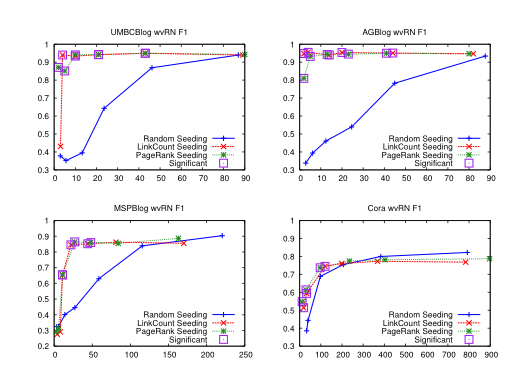 UMBCBlog wvRN F1
1
0.9
0.8
0.7
0.6
0.5
0.4
0.3
0 10 20 30 40 50 60 70 80 90
Random Seeding
LinkCount Seeding
PageRank Seeding
Significant
AGBlog wvRN F1
1
0.9
0.8
0.7
0.6
0.5
0.4
0.3
0 10 20 30 40 50 60 70 80 90
Random Seeding
LinkCount Seeding
PageRank Seeding
Significant
MSPBlog wvRN F1
1
0.9
0.8
0.7
0.6
0.5
0.4
0.3
0.2
0 50 100 150 200 250
Random Seeding
LinkCount Seeding
PageRank Seeding
Significant
Cora wvRN F1
1
0.9
0.8
0.7
0.6
0.5
0.4
0.3
0 100 200 300 400 500 600 700 800 900
Random Seeding
LinkCount Seeding
PageRank Seeding
Significant